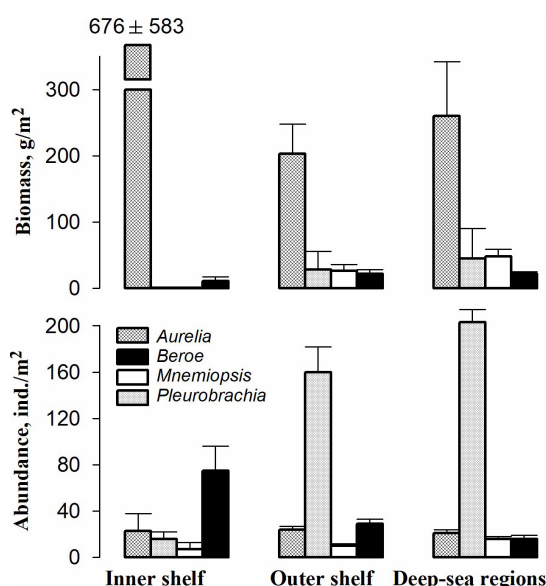 676 ± 583
300
200
100
0
Biomass, g/m²
200
160
120
80
40
0
Abundance, ind./m²
Aurelia
Beroe
Mnemiopsis
Pleurobrachia
Inner shelf
Outer shelf
Deep-sea regions